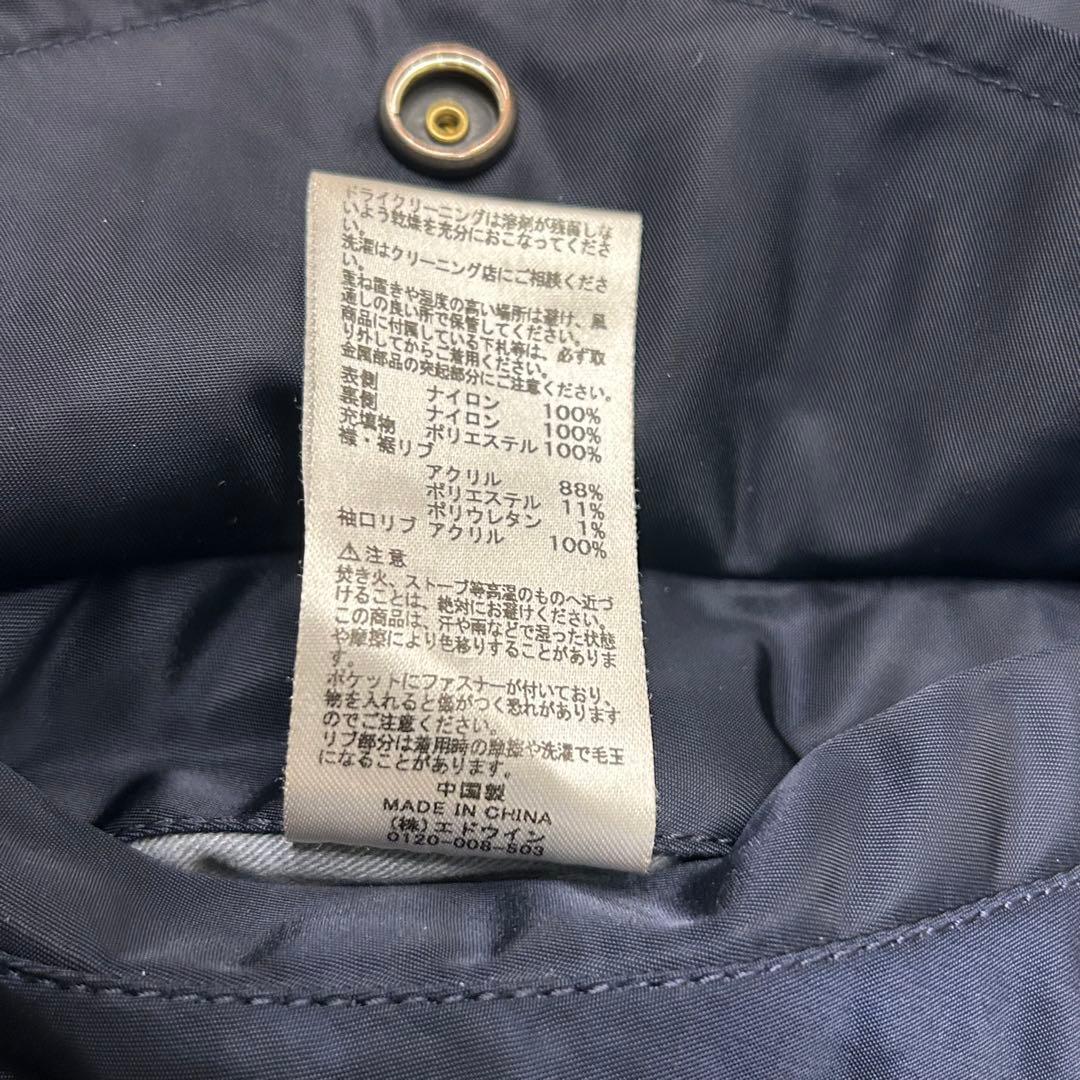 ドライクリーニングは溶剤が残留しな
いよう乾燥を充分におこなってくださ
い。
洗濯はクリーニング店にご相談くださ
い。
重ね置きや湿度の高い場所は避け、風
通しの良い所で保管してください。
商品に付属している下札等は、必ず取
り外してからご着用ください。
金属部品の突起部分にご注意ください。
表側 ナイロン 100%
裏側 ナイロン 100%
充填物 ポリエステル 100%
襟・裾リブ
アクリル 88%
ポリエステル 11%
ポリウレタン 1%
袖口リブ アクリル 100%
⚠注意
焚き火、ストーブ等高温のものへ近づ
けることは、絶対にお避けください。
この商品は、汗や雨などで湿った状態
や摩擦により色移りすることがありま
す。
ポケットにファスナーが付いており、
物を入れると傷がつく恐れがあります
のでご注意ください。
リブ部分は着用時の摩擦や洗濯で毛玉
になることがあります。
中国製
MADE IN CHINA
(株)エドウイン
0120-008-503